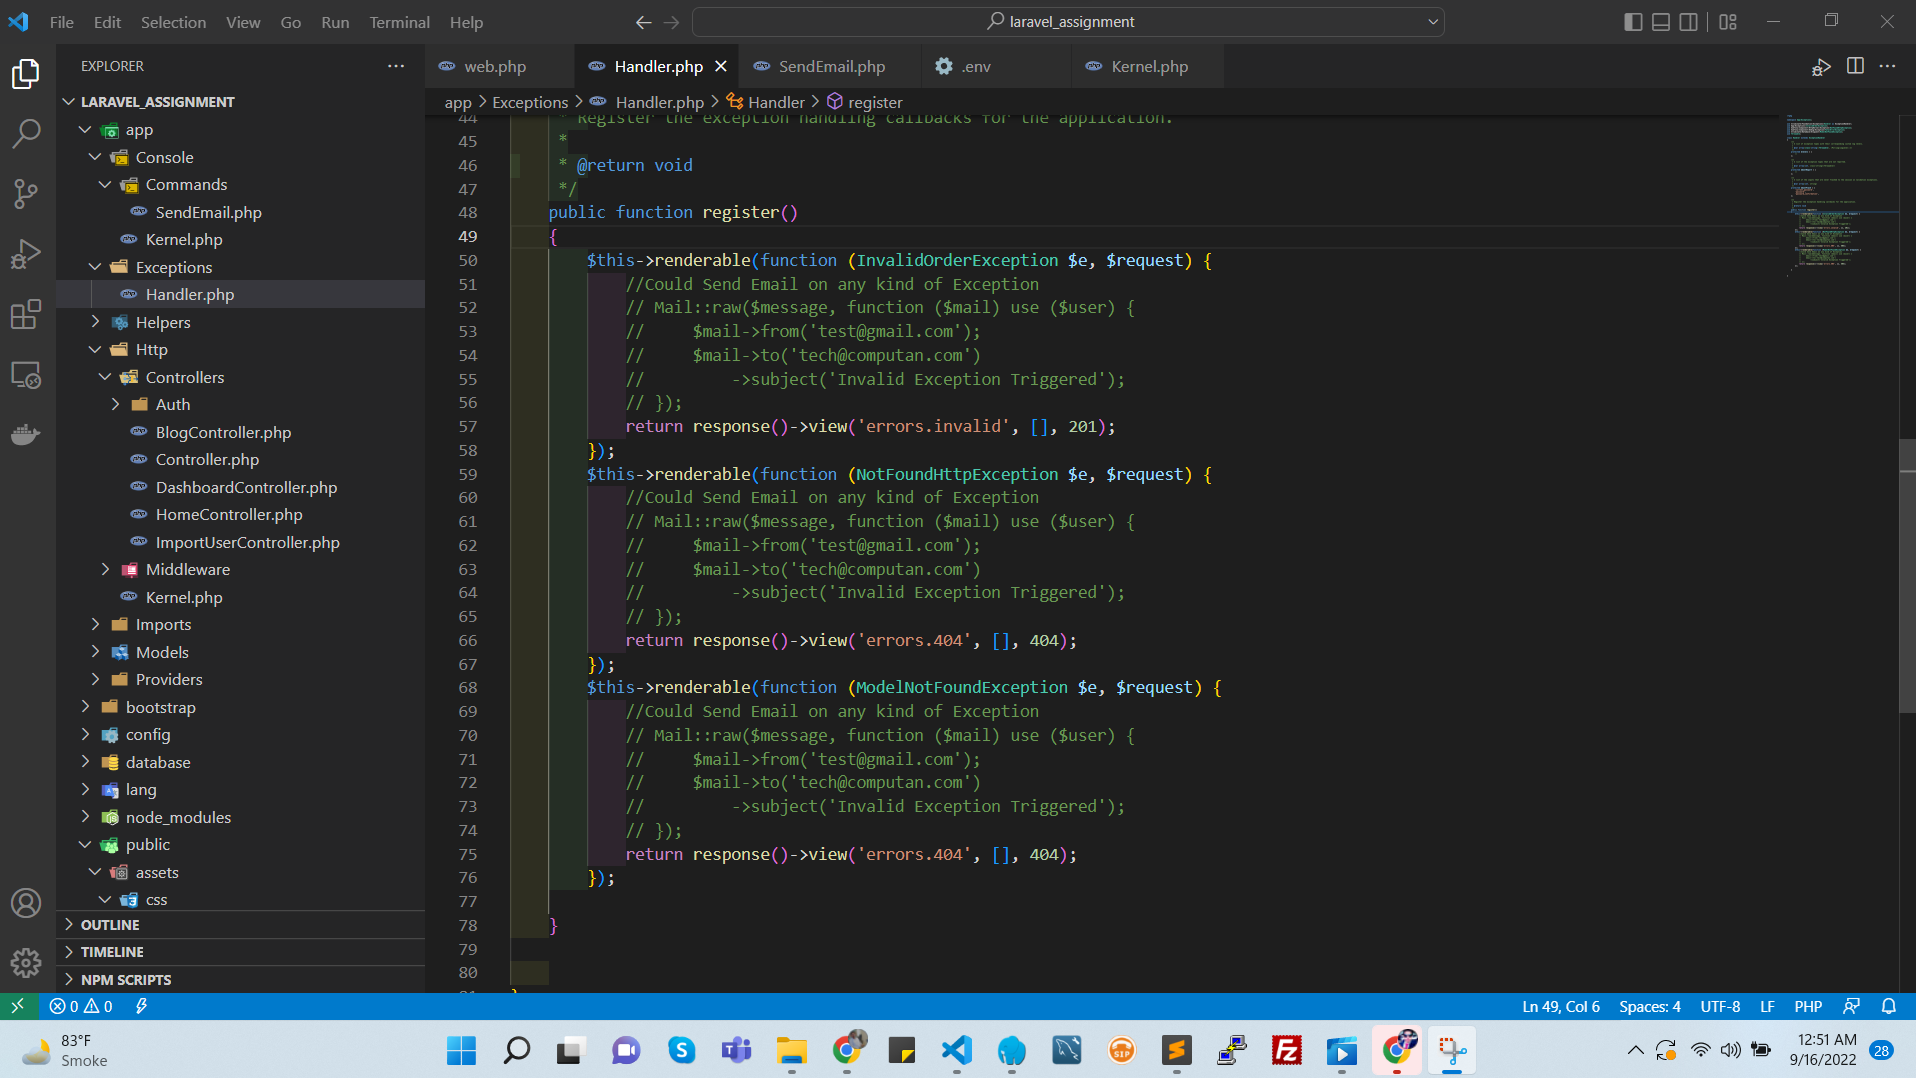 File Edit Selection View Go Run Terminal Help
laravel_assignment
EXPLORER
LARAVEL_ASSIGNMENT
app
Console
Commands
SendEmail.php
Kernel.php
Exceptions
Handler.php
Helpers
Http
Controllers
Auth
BlogController.php
Controller.php
DashboardController.php
HomeController.php
ImportUserController.php
Middleware
Kernel.php
Imports
Models
Providers
bootstrap
config
database
lang
node_modules
public
assets
css
OUTLINE
TIMELINE
NPM SCRIPTS
web.php Handler.php SendEmail.php .env Kernel.php
app > Exceptions > Handler.php > Handler > register
44 * Register the exception handling callbacks for the application.
45 *
46 * @return void
47 */
48 public function register()
49 {
50 $this->renderable(function (InvalidOrderException $e, $request) {
51 //Could Send Email on any kind of Exception
52 // Mail::raw($message, function ($mail) use ($user) {
53 //     $mail->from('test@gmail.com');
54 //     $mail->to('tech@computan.com')
55 //         ->subject('Invalid Exception Triggered');
56 // });
57 return response()->view('errors.invalid', [], 201);
58 });
59 $this->renderable(function (NotFoundHttpException $e, $request) {
60 //Could Send Email on any kind of Exception
61 // Mail::raw($message, function ($mail) use ($user) {
62 //     $mail->from('test@gmail.com');
63 //     $mail->to('tech@computan.com')
64 //         ->subject('Invalid Exception Triggered');
65 // });
66 return response()->view('errors.404', [], 404);
67 });
68 $this->renderable(function (ModelNotFoundException $e, $request) {
69 //Could Send Email on any kind of Exception
70 // Mail::raw($message, function ($mail) use ($user) {
71 //     $mail->from('test@gmail.com');
72 //     $mail->to('tech@computan.com')
73 //         ->subject('Invalid Exception Triggered');
74 // });
75 return response()->view('errors.404', [], 404);
76 });
77
78 }
79
80
81 }
0 0 Ln 49, Col 6 Spaces: 4 UTF-8 LF PHP
83°F
Smoke
SIP
12:51 AM
9/16/2022
28